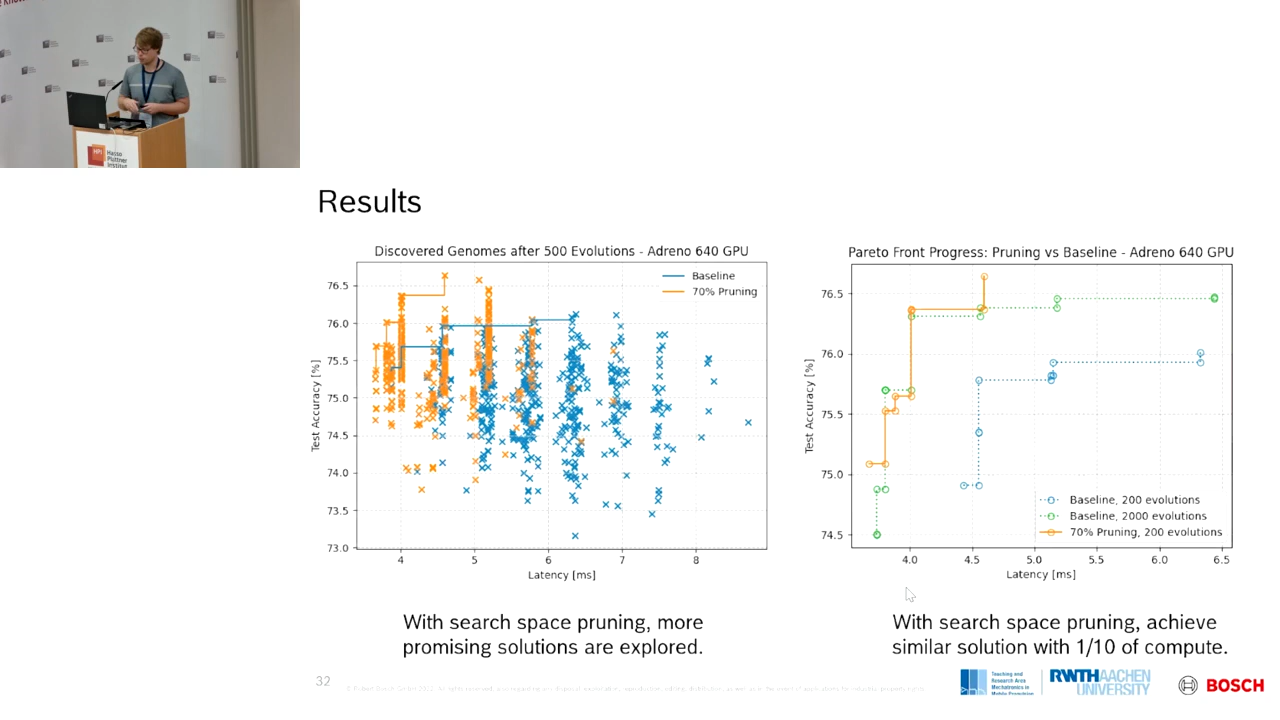 Hasso
Plattner
Institut
Results
Discovered Genomes after 500 Evolutions - Adreno 640 GPU
Test Accuracy [%]
76.5
76.0
75.5
75.0
74.5
74.0
73.5
73.0
Baseline
70% Pruning
4
5
6
7
8
Latency [ms]
With search space pruning, more
promising solutions are explored.
Pareto Front Progress: Pruning vs Baseline - Adreno 640 GPU
Test Accuracy [%]
76.5
76.0
75.5
75.0
74.5
Baseline, 200 evolutions
Baseline, 2000 evolutions
70% Pruning, 200 evolutions
4.0
4.5
5.0
5.5
6.0
6.5
Latency [ms]
With search space pruning, achieve
similar solution with 1/10 of compute.
32
Teaching and
Research Area
Mechatronics in
Mobile Propulsion
RWTHAACHEN
UNIVERSITY
BOSCH